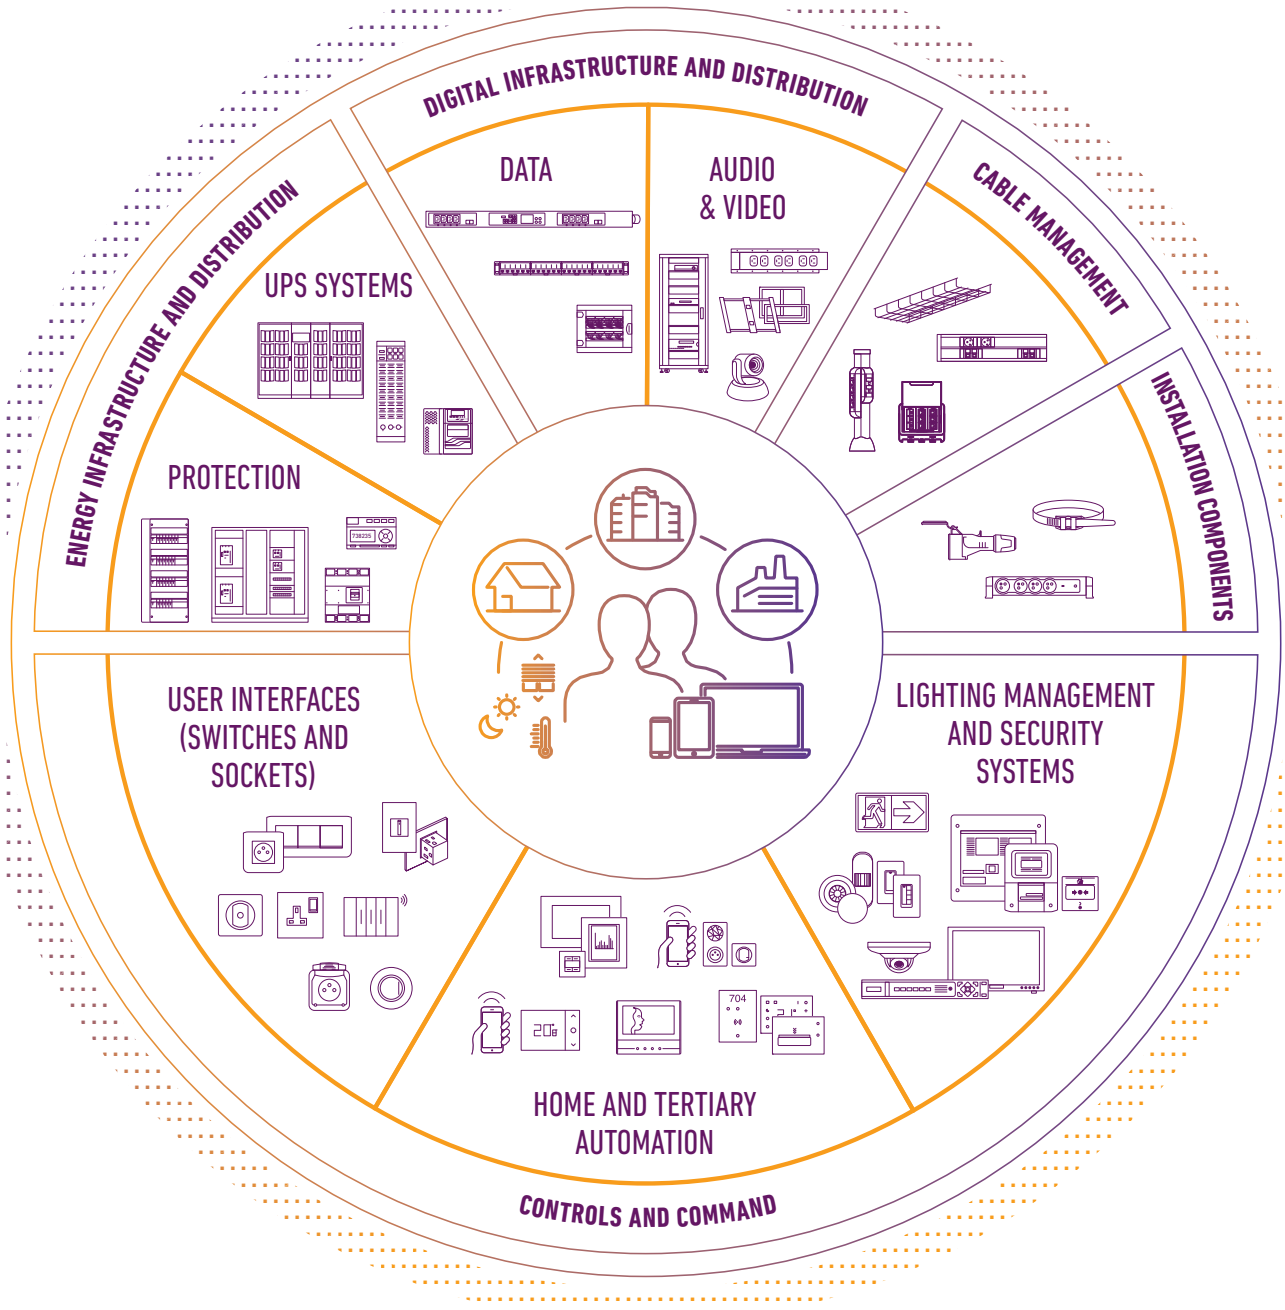 DIGITAL INFRASTRUCTURE AND DISTRIBUTION
DATA
AUDIO
& VIDEO
CABLE MANAGEMENT
INSTALLATION COMPONENTS
ENERGY INFRASTRUCTURE AND DISTRIBUTION
UPS SYSTEMS
PROTECTION
738235
USER INTERFACES
(SWITCHES AND
SOCKETS)
LIGHTING MANAGEMENT
AND SECURITY
SYSTEMS
704
HOME AND TERTIARY
AUTOMATION
CONTROLS AND COMMAND